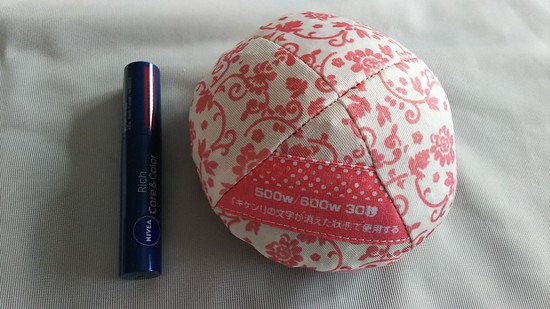 Rich
Care & Color
NIVEA
500w/600w 30秒
「キケン」の文字が消えた状態で使用する